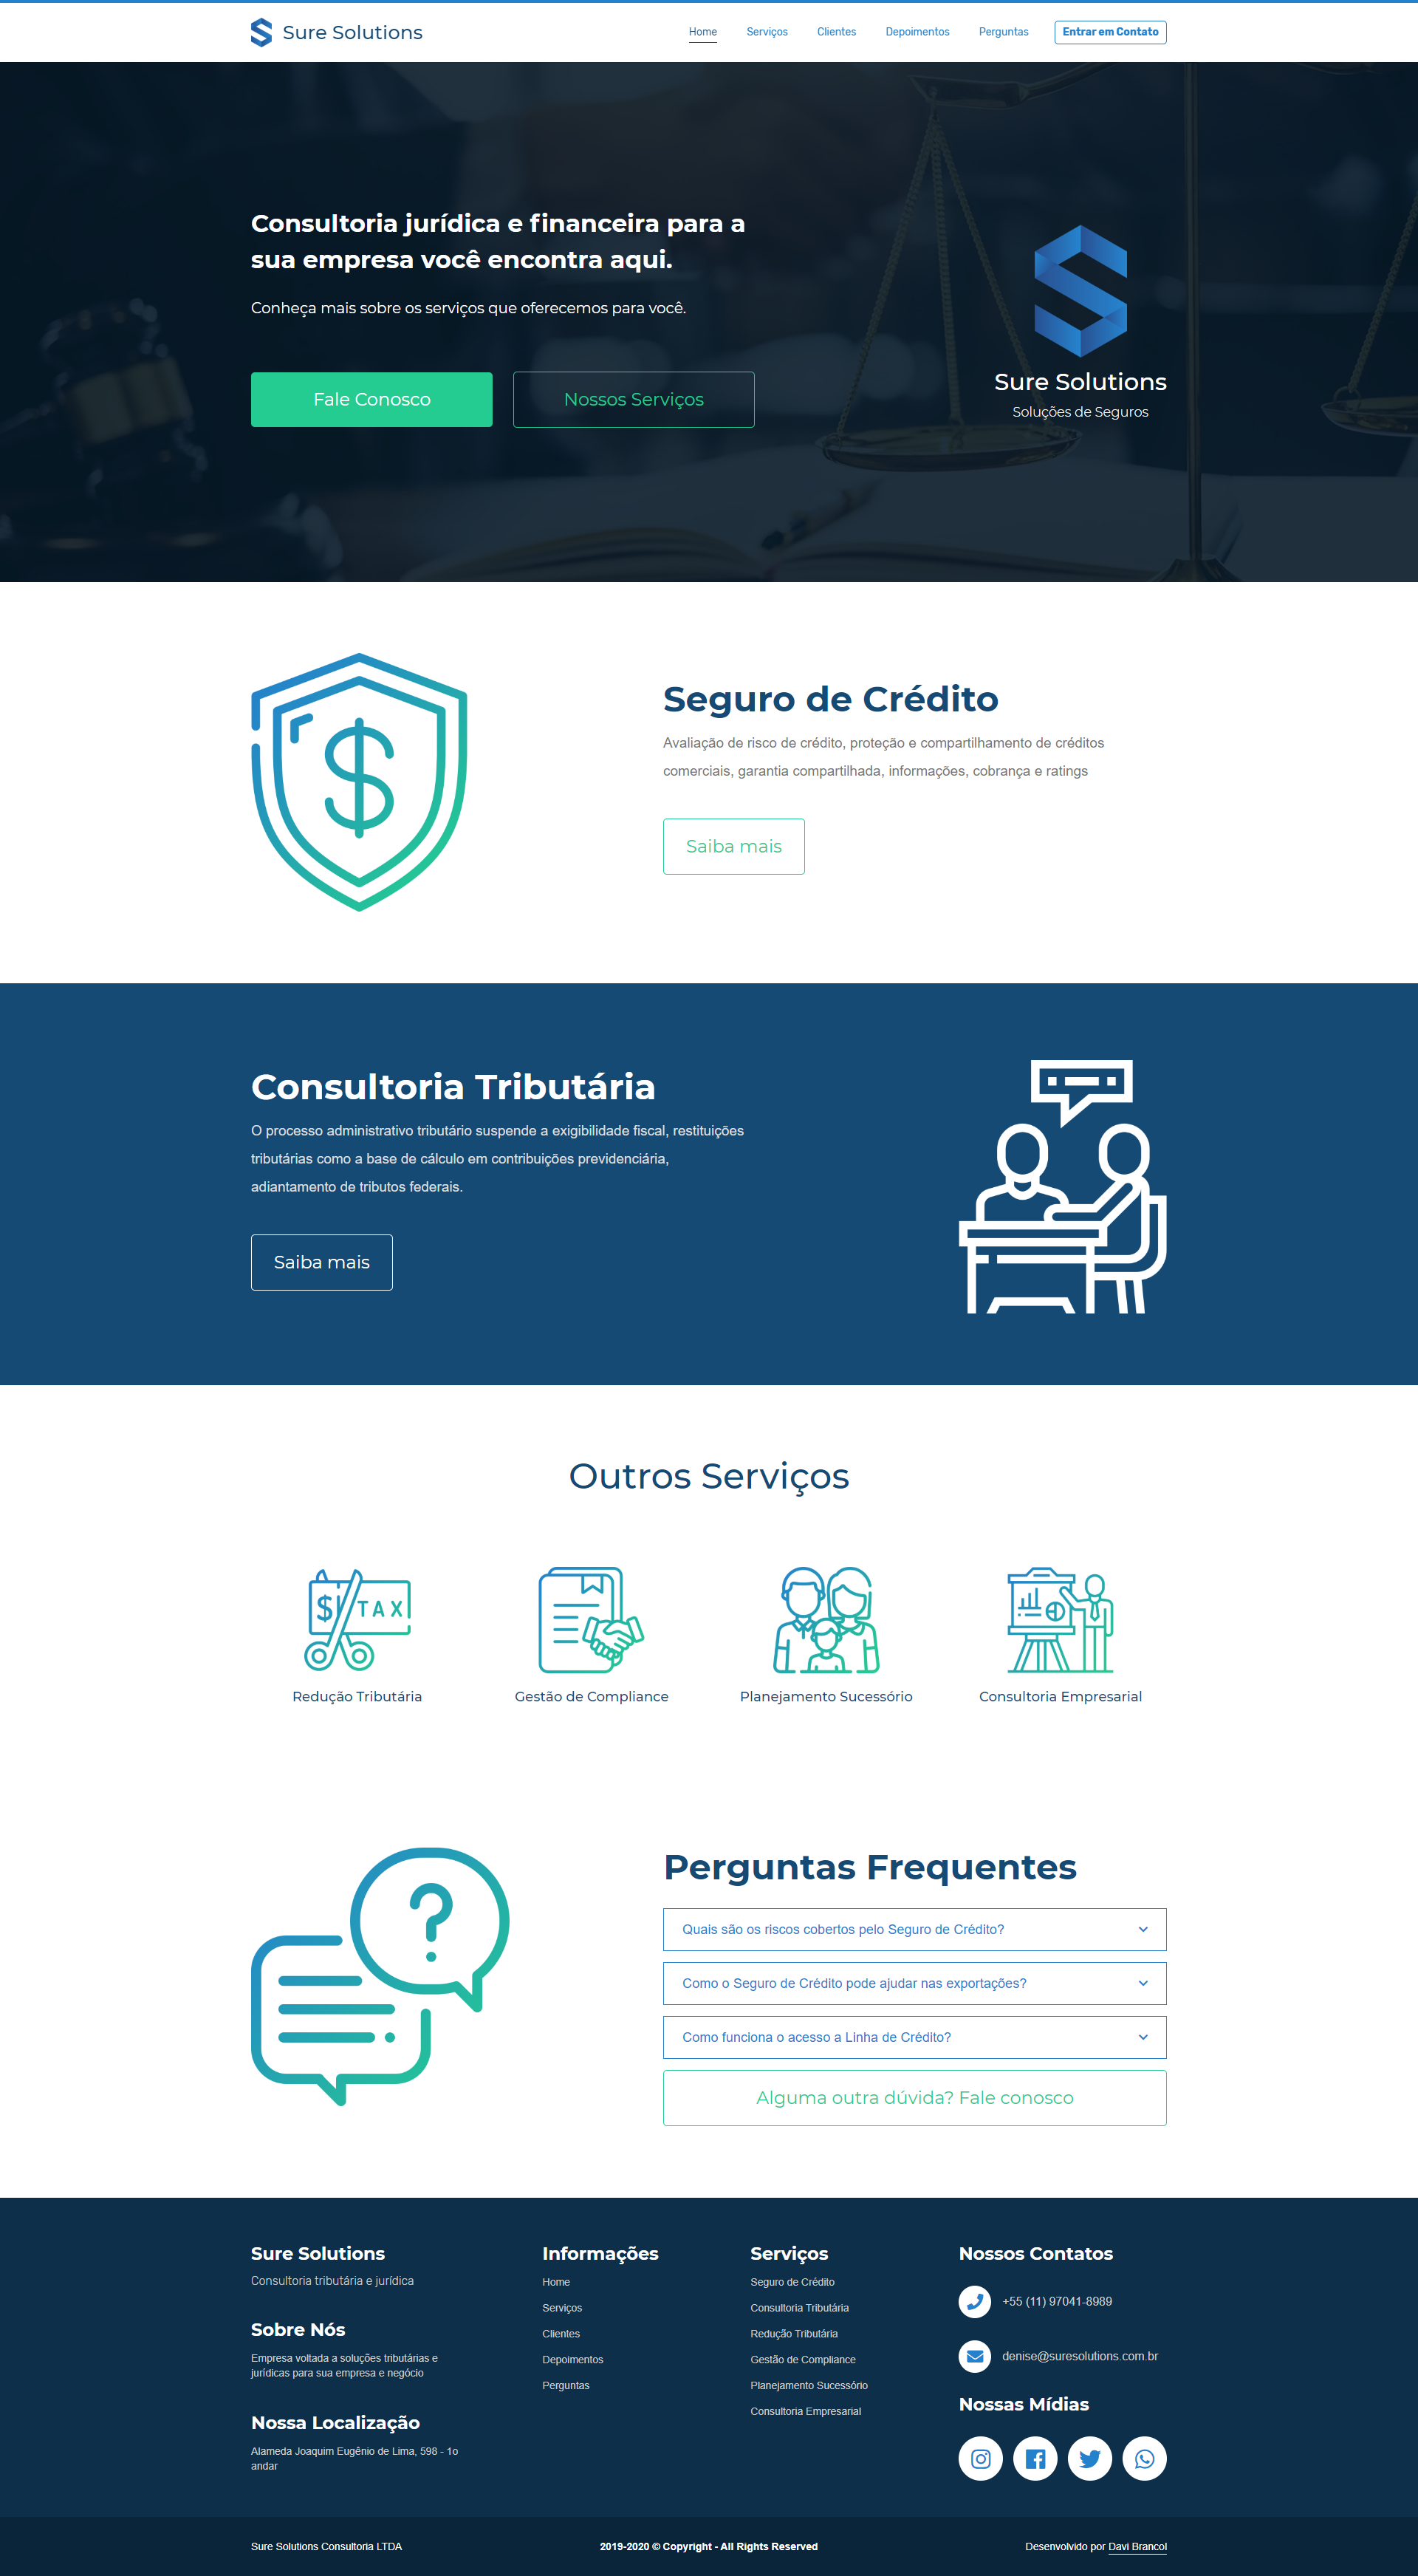 Sure Solutions
Home
Serviços
Clientes
Depoimentos
Perguntas
Entrar em Contato
Consultoria jurídica e financeira para a
sua empresa você encontra aqui.
Conheça mais sobre os serviços que oferecemos para você.
Fale Conosco
Nossos Serviços
Sure Solutions
Soluções de Seguros
Seguro de Crédito
Avaliação de risco de crédito, proteção e compartilhamento de créditos
comerciais, garantia compartilhada, informações, cobrança e ratings
Saiba mais
Consultoria Tributária
O processo administrativo tributário suspende a exigibilidade fiscal, restituições
tributárias como a base de cálculo em contribuições previdenciária,
adiantamento de tributos federais.
Saiba mais
Outros Serviços
$ TAX
Redução Tributária
Gestão de Compliance
Planejamento Sucessório
Consultoria Empresarial
Perguntas Frequentes
Quais são os riscos cobertos pelo Seguro de Crédito?
Como o Seguro de Crédito pode ajudar nas exportações?
Como funciona o acesso a Linha de Crédito?
Alguma outra dúvida? Fale conosco
Sure Solutions
Consultoria tributária e jurídica
Sobre Nós
Empresa voltada a soluções tributárias e
jurídicas para sua empresa e negócio
Nossa Localização
Alameda Joaquim Eugênio de Lima, 598 - 1o
andar
Informações
Home
Serviços
Clientes
Depoimentos
Perguntas
Serviços
Seguro de Crédito
Consultoria Tributária
Redução Tributária
Gestão de Compliance
Planejamento Sucessório
Consultoria Empresarial
Nossos Contatos
+55 (11) 97041-8989
denise@suresolutions.com.br
Nossas Mídias
Sure Solutions Consultoria LTDA
2019-2020 © Copyright - All Rights Reserved
Desenvolvido por Davi Brancol